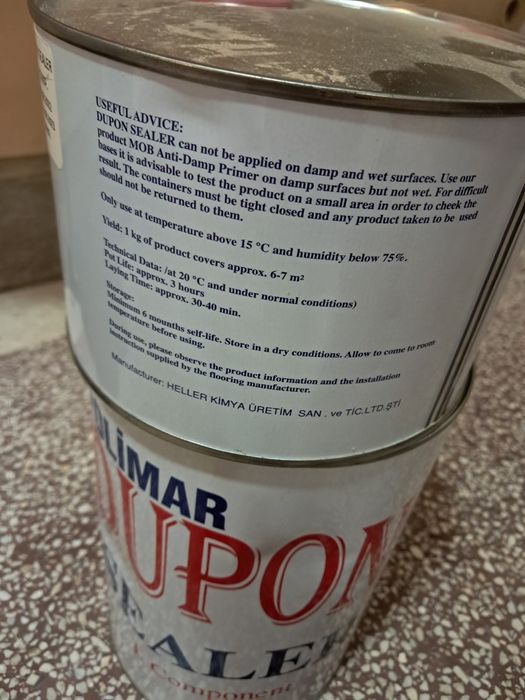 USEFUL ADVICE:
DUPON SEALER can not be applied on damp and wet surfaces. Use our
product MOB Anti-Damp Primer on damp surfaces but not wet. For difficult
bases it is advisable to test the product on a small area in order to cheek the
result. The containers must be tight closed and any product taken to be used
should not be returned to them.
Only use at temperature above 15 °C and humidity below 75%.
Yield: 1 kg of product covers approx. 6-7 m²
Technical Data: /at 20 °C and under normal conditions)
Pot Life: approx. 3 hours
Laying Time: approx. 30-40 min.
Storage:
Minimum 6 mounths self-life. Store in a dry conditions. Allow to come to room
temperature before using.
During use, please observe the product information and the installation
instruction supplied by the flooring manufacturer.
Manufacturer: HELLER KİMYA ÜRETİM SAN . ve TİC.LTD.ŞTİ
OLİMAR
DUPON
SEALER
Component